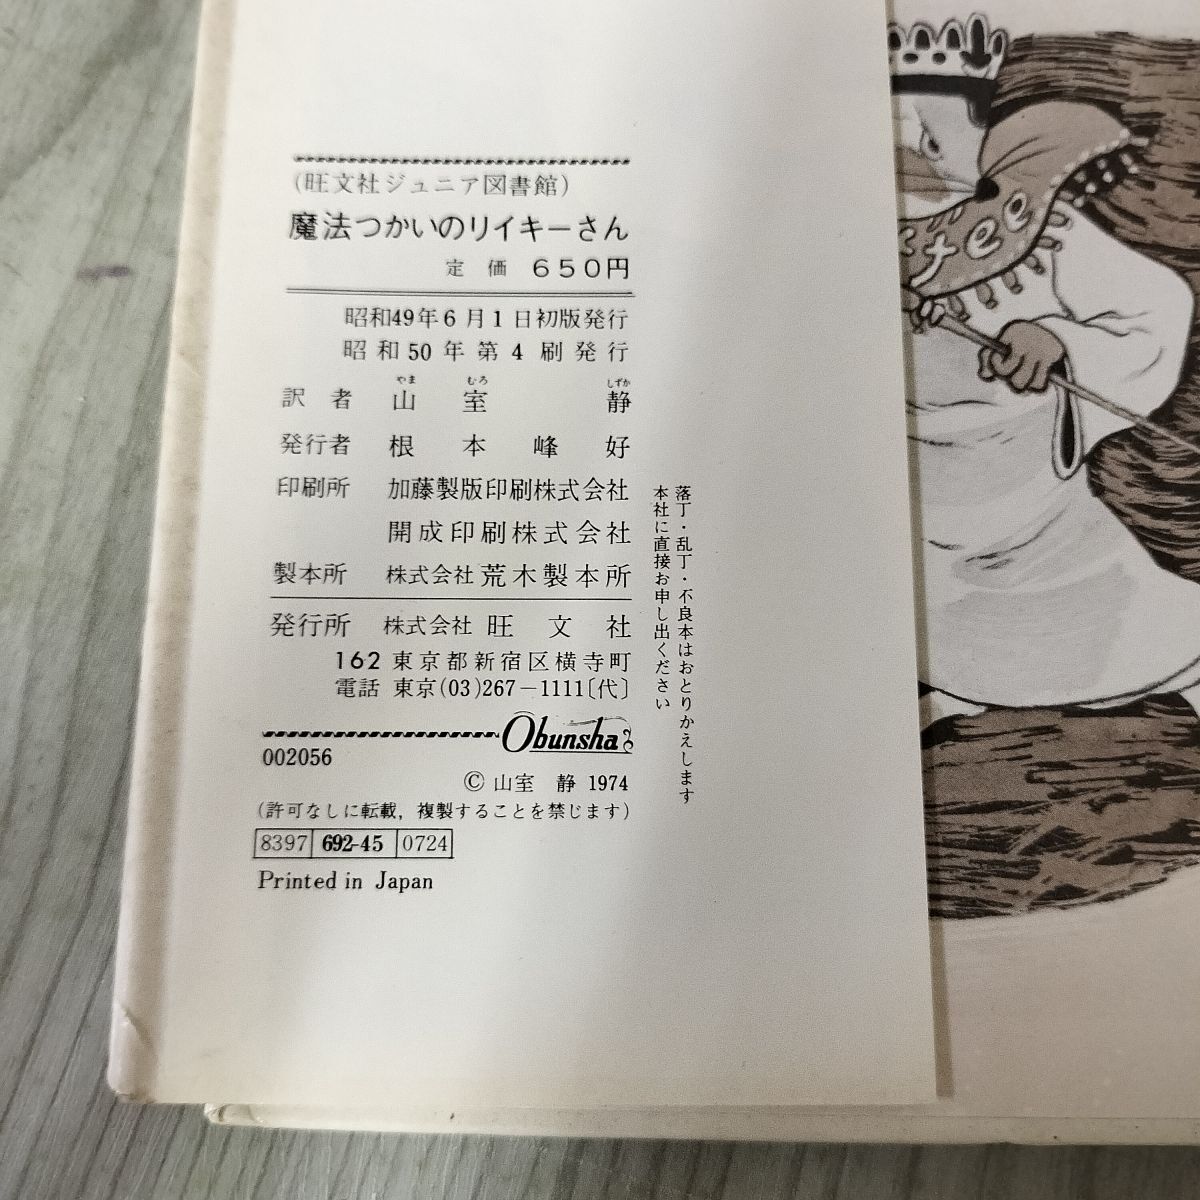 (旺文社ジュニア図書館)
魔法つかいのリイキーさん
定 価 650円
昭和49年6月1日初版発行
昭和50年第4刷発行
やま むろ しずか
訳 者 山 室 静
発行者 根 本 峰 好
印刷所 加藤製版印刷株式会社
開成印刷株式会社
製本所 株式会社 荒木製本所
発行所 株式会社 旺 文 社
162 東京都新宿区横寺町
電話 東京(03)267-1111〔代〕
Obunsha
002056
© 山室 静 1974
(許可なしに転載，複製することを禁じます)
8397 692-45 0724
Printed in Japan
落丁・乱丁・不良本はおとりかえします
本社に直接お申し出ください